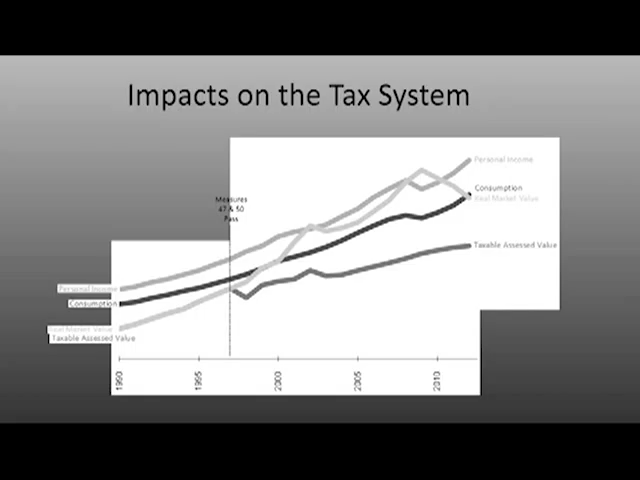 Impacts on the Tax System
Personal Income
Measures
47 & 50
Pass
Consumption
Real Market Value
Taxable Assessed Value
Personal Income
Consumption
Real Market Value
Taxable Assessed Value
1990
1995
2000
2005
2010